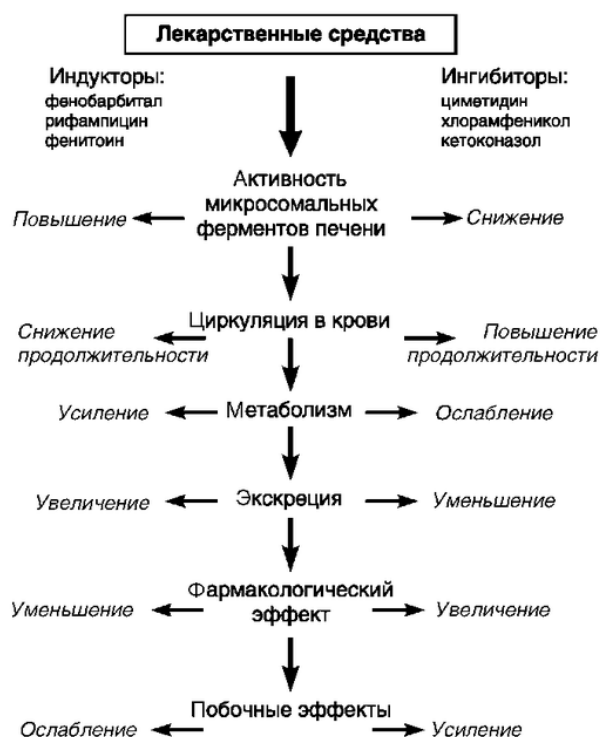 Лекарственные средства
Индукторы:
фенобарбитал
рифампицин
фенитоин
Ингибиторы:
циметидин
хлорамфеникол
кетоконазол
Активность
микросомальных
ферментов печени
Повышение
Снижение
Циркуляция в крови
Снижение
продолжительности
Повышение
продолжительности
Усиление
Метаболизм
Ослабление
Увеличение
Экскреция
Уменьшение
Фармакологический
эффект
Уменьшение
Увеличение
Побочные эффекты
Ослабление
Усиление